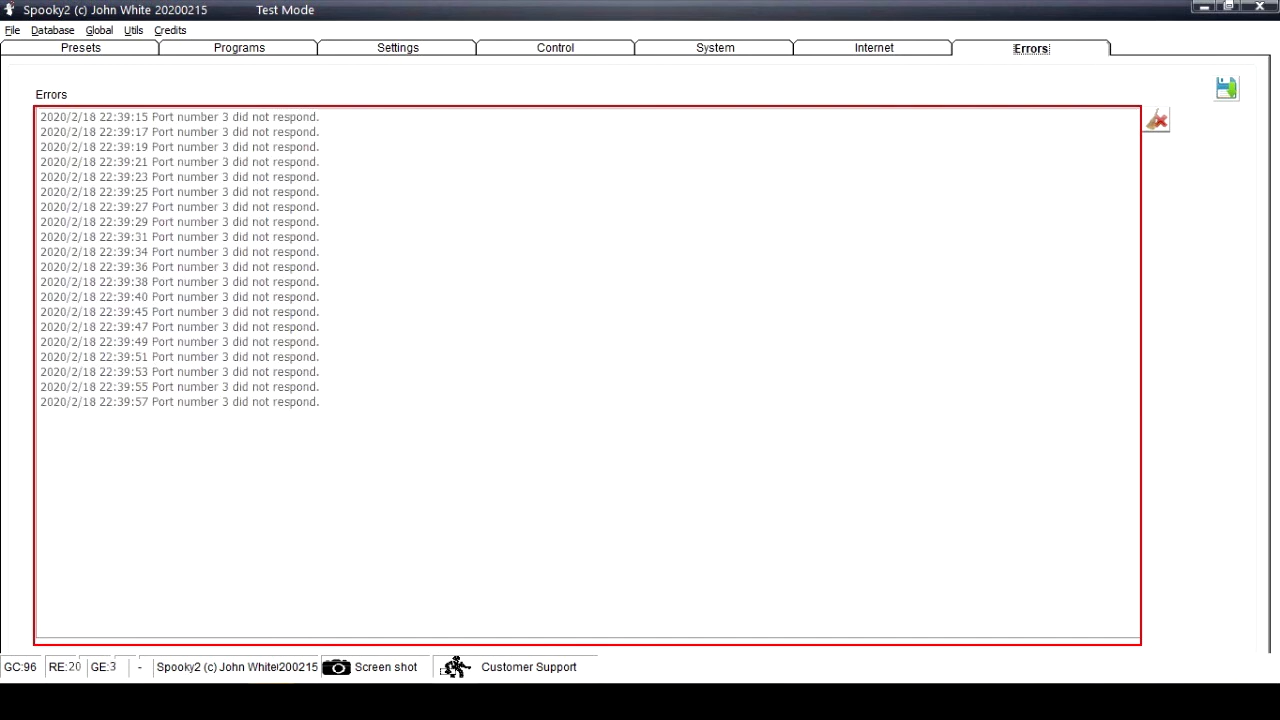 Spooky2 (c) John White 20200215 Test Mode
File Database Global Utils Credits
Presets Programs Settings Control System Internet Errors
Errors
2020/2/18 22:39:15 Port number 3 did not respond.
2020/2/18 22:39:17 Port number 3 did not respond.
2020/2/18 22:39:19 Port number 3 did not respond.
2020/2/18 22:39:21 Port number 3 did not respond.
2020/2/18 22:39:23 Port number 3 did not respond.
2020/2/18 22:39:25 Port number 3 did not respond.
2020/2/18 22:39:27 Port number 3 did not respond.
2020/2/18 22:39:29 Port number 3 did not respond.
2020/2/18 22:39:31 Port number 3 did not respond.
2020/2/18 22:39:34 Port number 3 did not respond.
2020/2/18 22:39:36 Port number 3 did not respond.
2020/2/18 22:39:38 Port number 3 did not respond.
2020/2/18 22:39:40 Port number 3 did not respond.
2020/2/18 22:39:45 Port number 3 did not respond.
2020/2/18 22:39:47 Port number 3 did not respond.
2020/2/18 22:39:49 Port number 3 did not respond.
2020/2/18 22:39:51 Port number 3 did not respond.
2020/2/18 22:39:53 Port number 3 did not respond.
2020/2/18 22:39:55 Port number 3 did not respond.
2020/2/18 22:39:57 Port number 3 did not respond.
GC:96 RE:20 GE:3 - Spooky2 (c) John White 200215 Screen shot Customer Support